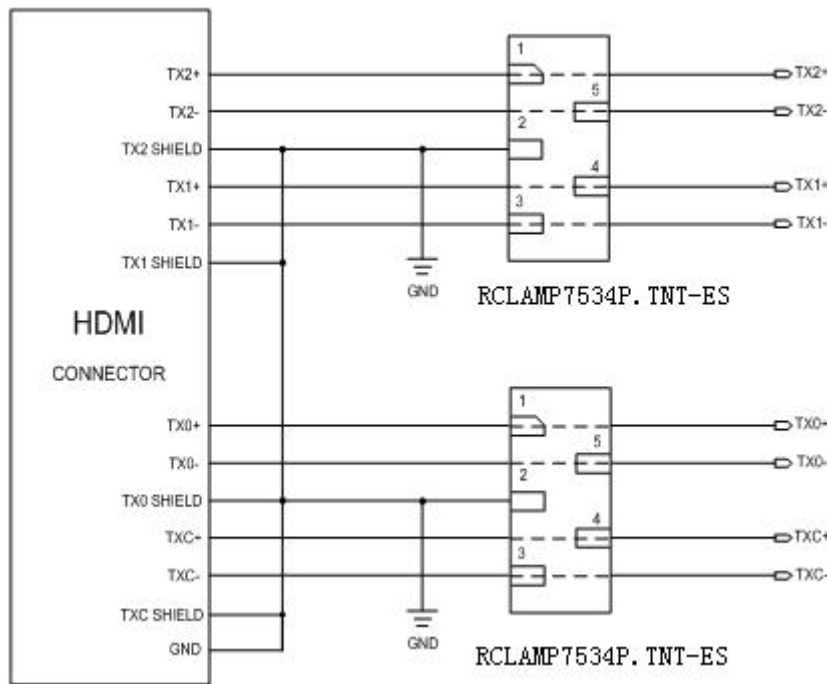 1
TX2+ TX2+
5
TX2- TX2-
2
TX2 SHIELD
4
TX1+ TX1+
3
TX1- TX1-
TX1 SHIELD
GND
RCLAMP7534P.TNT-ES
HDMI
CONNECTOR
1
TX0+ TX0+
5
TX0- TX0-
2
TX0 SHIELD
4
TXC+ TXC+
3
TXC- TXC-
TXC SHIELD
GND GND
RCLAMP7534P.TNT-ES